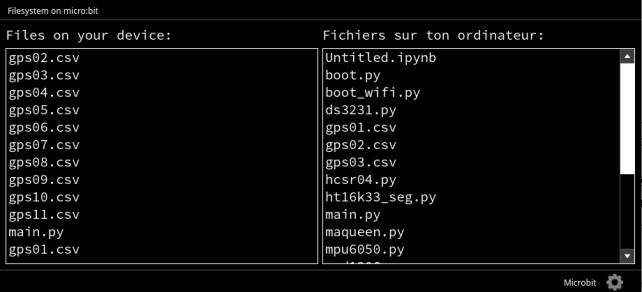 Filesystem on micro:bit
Files on your device:
gps02.csv
gps03.csv
gps04.csv
gps05.csv
gps06.csv
gps07.csv
gps08.csv
gps09.csv
gps10.csv
gps11.csv
main.py
gps01.csv
Fichiers sur ton ordinateur:
Untitled.ipynb
boot.py
boot_wifi.py
ds3231.py
gps01.csv
gps02.csv
gps03.csv
hcsr04.py
ht16k33_seg.py
main.py
maqueen.py
mpu6050.py
Microbit